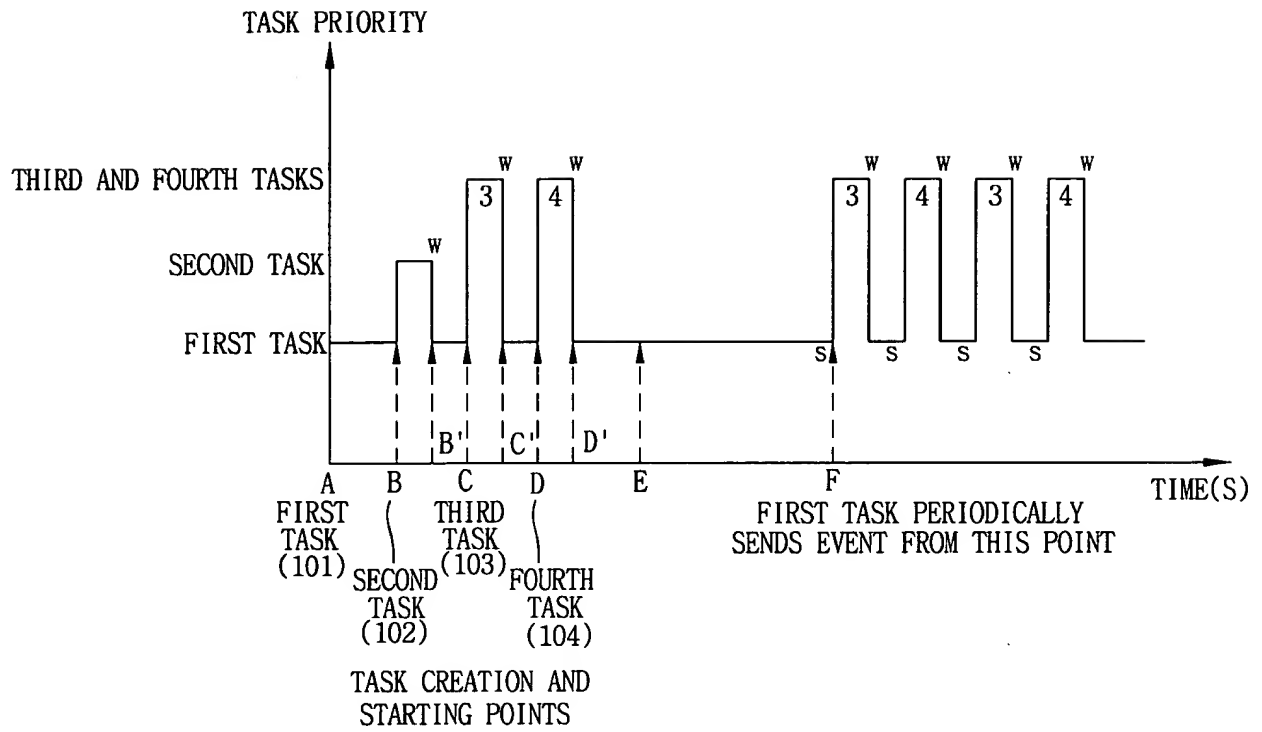 TASK PRIORITY
THIRD AND FOURTH TASKS
SECOND TASK
FIRST TASK
W
3
W
4
W
3
W
4
W
3
W
4
W
S
S
S
S
B'
C'
D'
A
B
C
D
E
F
TIME(S)
FIRST
TASK
(101)
SECOND
TASK
(102)
THIRD
TASK
(103)
FOURTH
TASK
(104)
FIRST TASK PERIODICALLY
SENDS EVENT FROM THIS POINT
TASK CREATION AND
STARTING POINTS